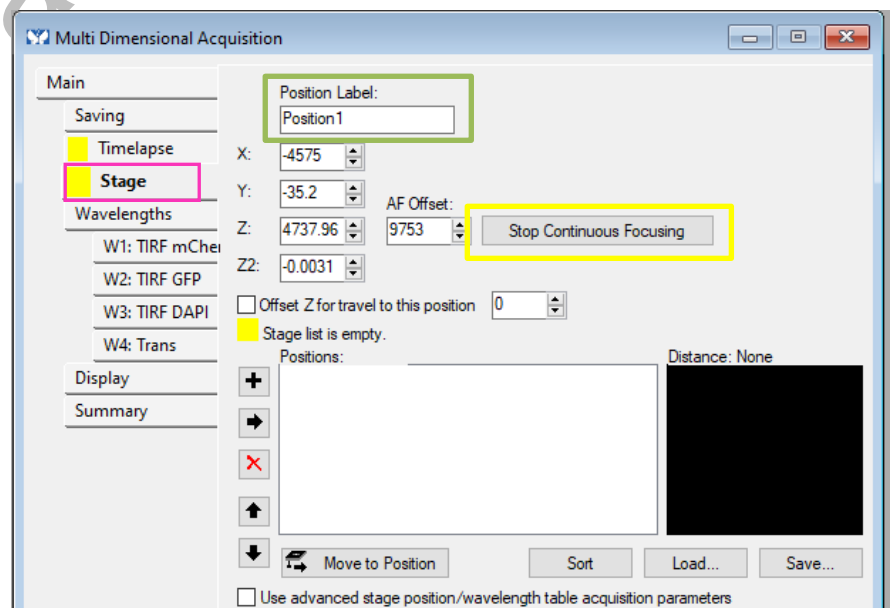 Multi Dimensional Acquisition
Main
Saving
Timelapse
Stage
Wavelengths
W1: TIRF mCher
W2: TIRF GFP
W3: TIRF DAPI
W4: Trans
Display
Summary
Position Label:
Position1
X: -4575
Y: -35.2
AF Offset:
Z: 4737.96 9753 Stop Continuous Focusing
Z2: -0.0031
Offset Z for travel to this position 0
Stage list is empty.
Positions: Distance: None
Move to Position Sort Load... Save...
Use advanced stage position/wavelength table acquisition parameters